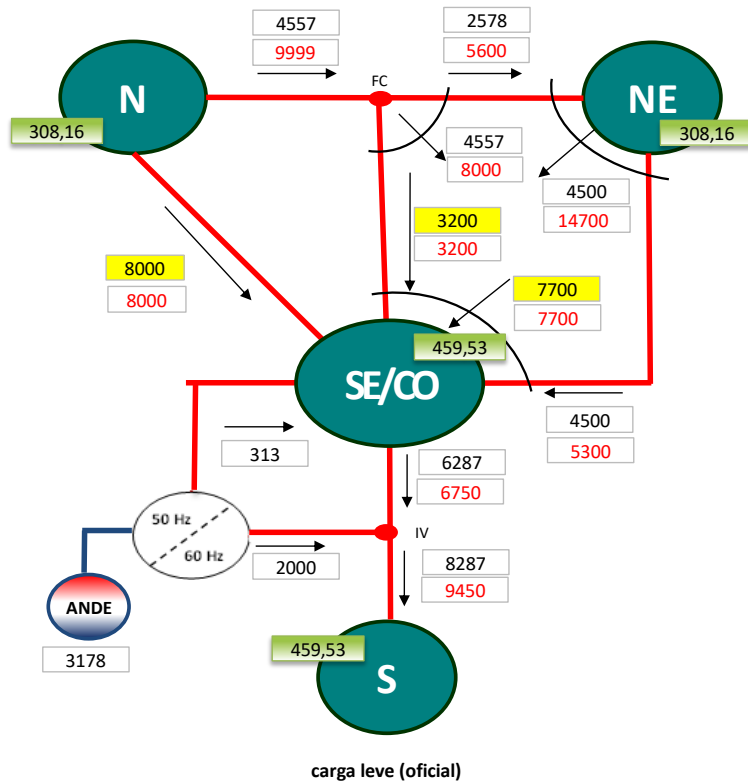 4557
9999
2578
5600
FC
N
NE
308,16
308,16
4557
8000
4500
14700
3200
3200
8000
8000
7700
7700
459,53
SE/CO
313
4500
5300
6287
6750
50 Hz
60 Hz
IV
2000
8287
9450
ANDE
3178
459,53
S
carga leve (oficial)